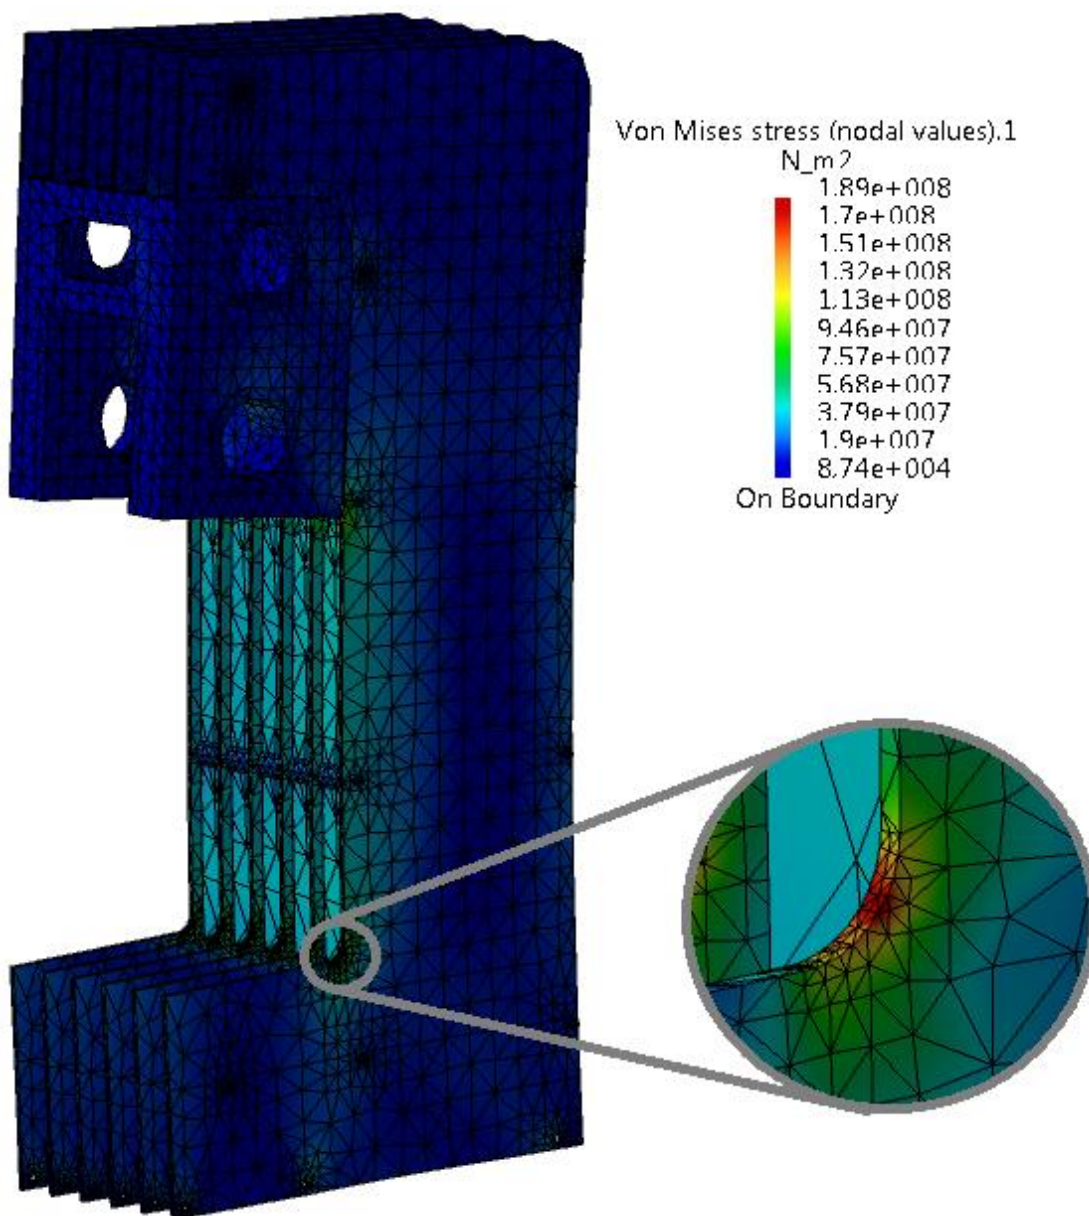 Von Mises stress (nodal values).1
N_m2
1.89e+008
1.7e+008
1.51e+008
1.32e+008
1.13e+008
9.46e+007
7.57e+007
5.68e+007
3.79e+007
1.9e+007
8.74e+004
On Boundary